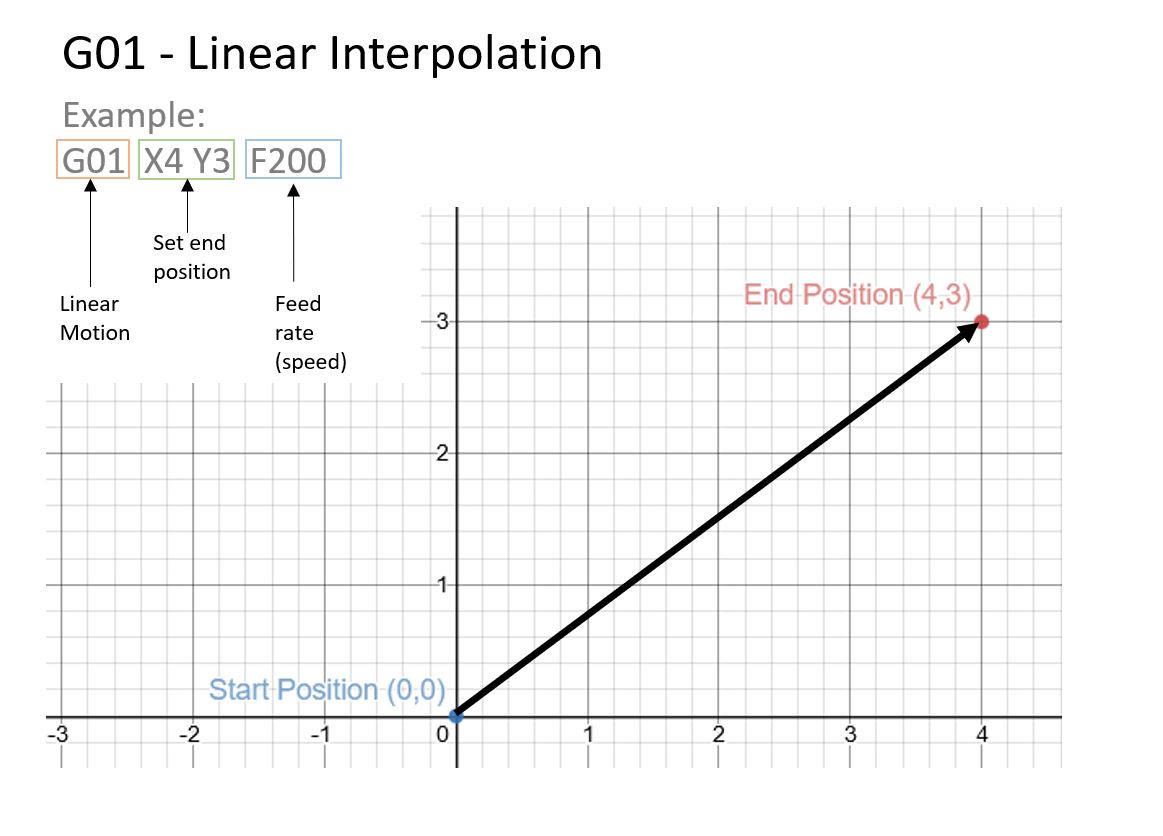 G01 - Linear Interpolation
Example:
G01 X4 Y3 F200
Set end
position
Linear
Motion
Feed
rate
(speed)
End Position (4,3)
3
2
1
Start Position (0,0)
-3 -2 -1 0 1 2 3 4